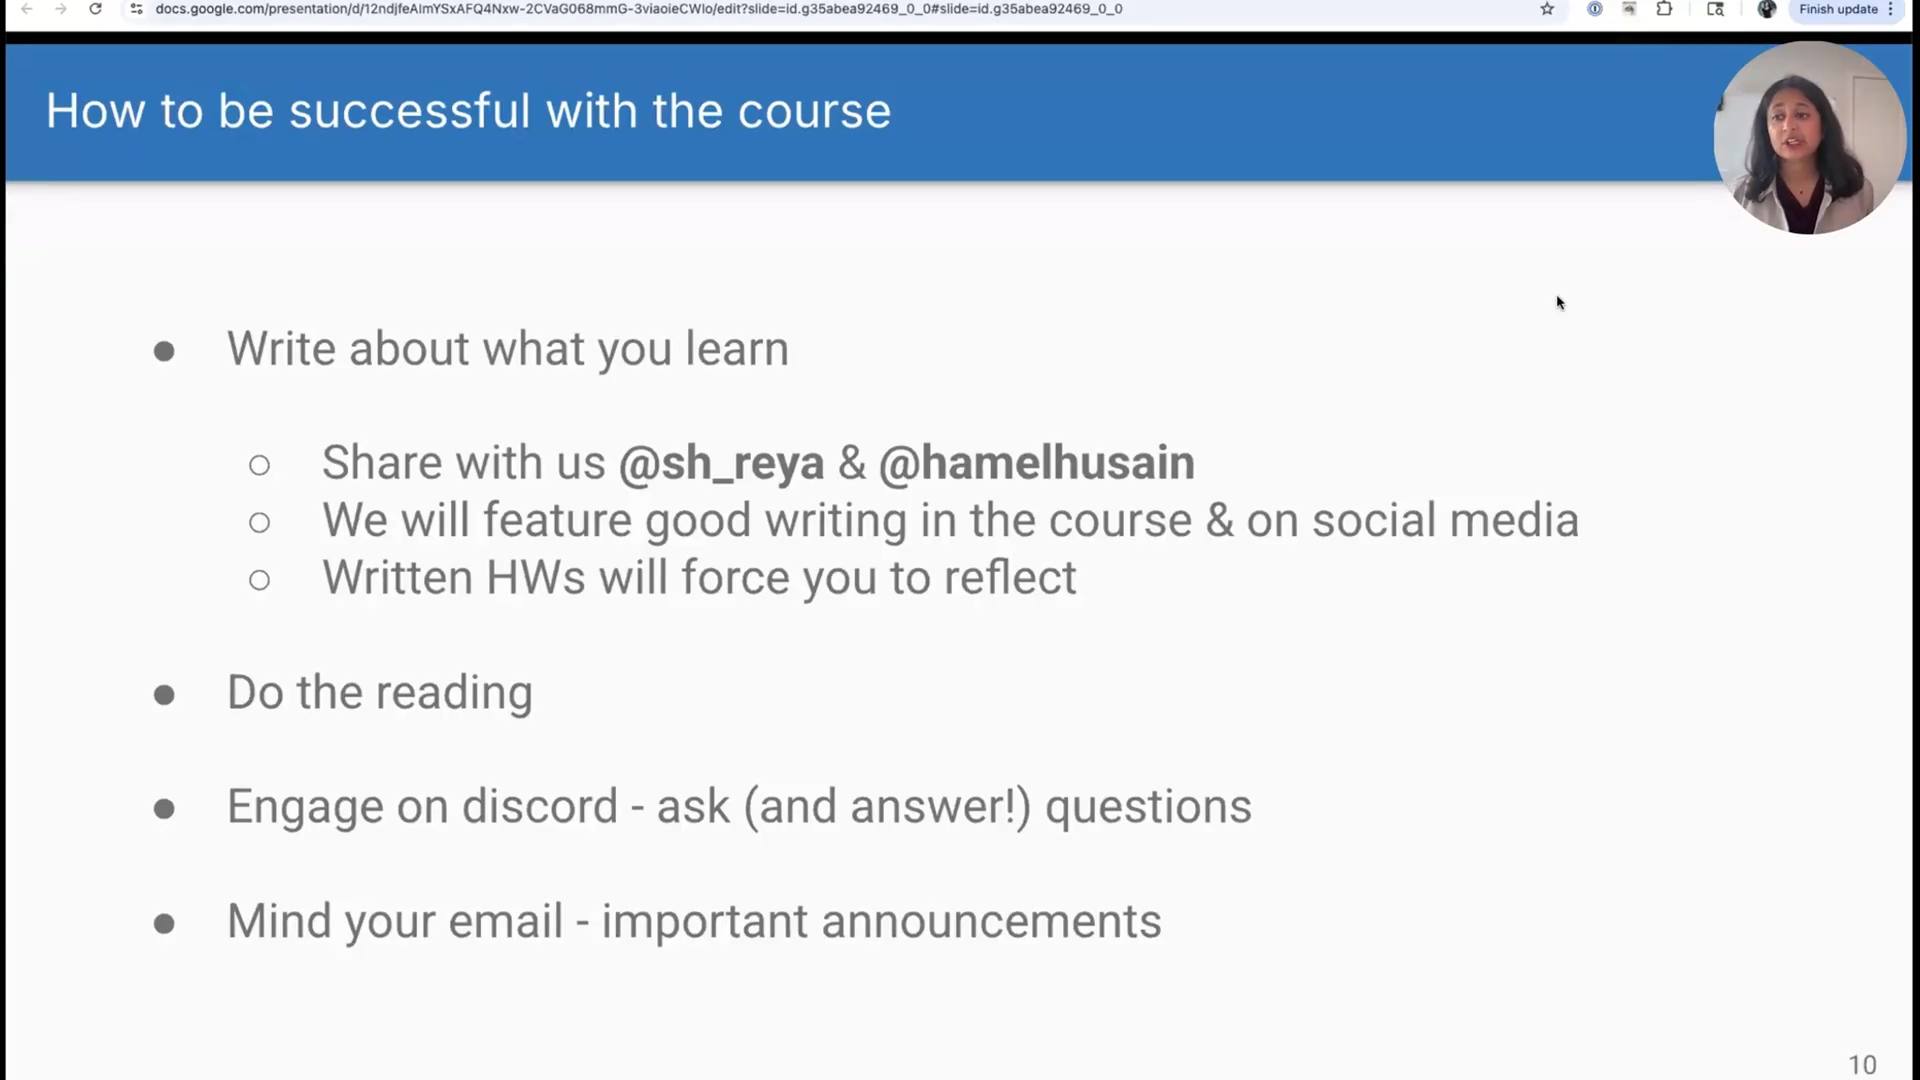 docs.google.com/presentation/d/12ndjfeAlmYSxAFQ4Nxw-2CVaG068mmG-3viaoieCWlo/edit?slide=id.g35abea92469_0_0#slide=id.g35abea92469_0_0
Finish update
How to be successful with the course
● Write about what you learn
○ Share with us @sh_reya & @hamelhusain
○ We will feature good writing in the course & on social media
○ Written HWs will force you to reflect
● Do the reading
● Engage on discord - ask (and answer!) questions
● Mind your email - important announcements
10